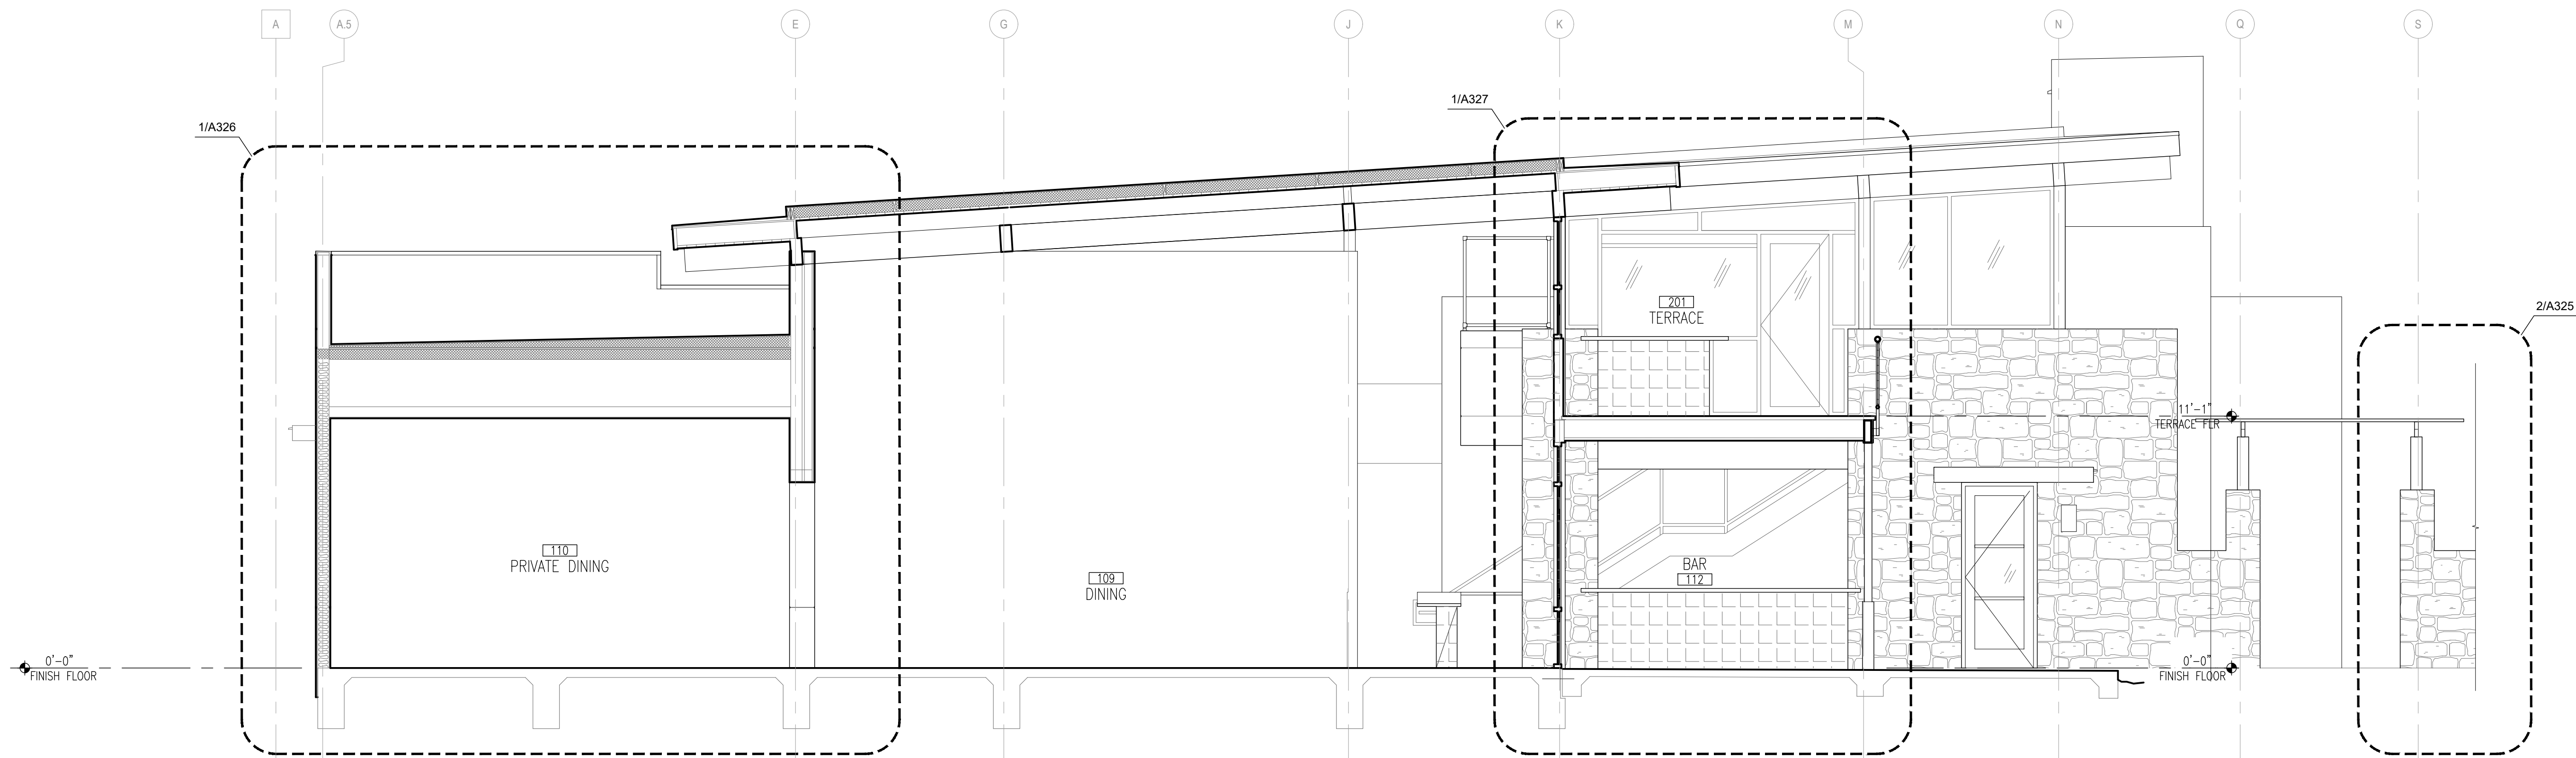 A
A.5
E
G
J
K
M
N
Q
S
1/A327
1/A326
201
TERRACE
2/A325
11'-1"
TERRACE FLR
110
PRIVATE DINING
109
DINING
BAR
112
0'-0"
FINISH FLOOR
0'-0"
FINISH FLOOR